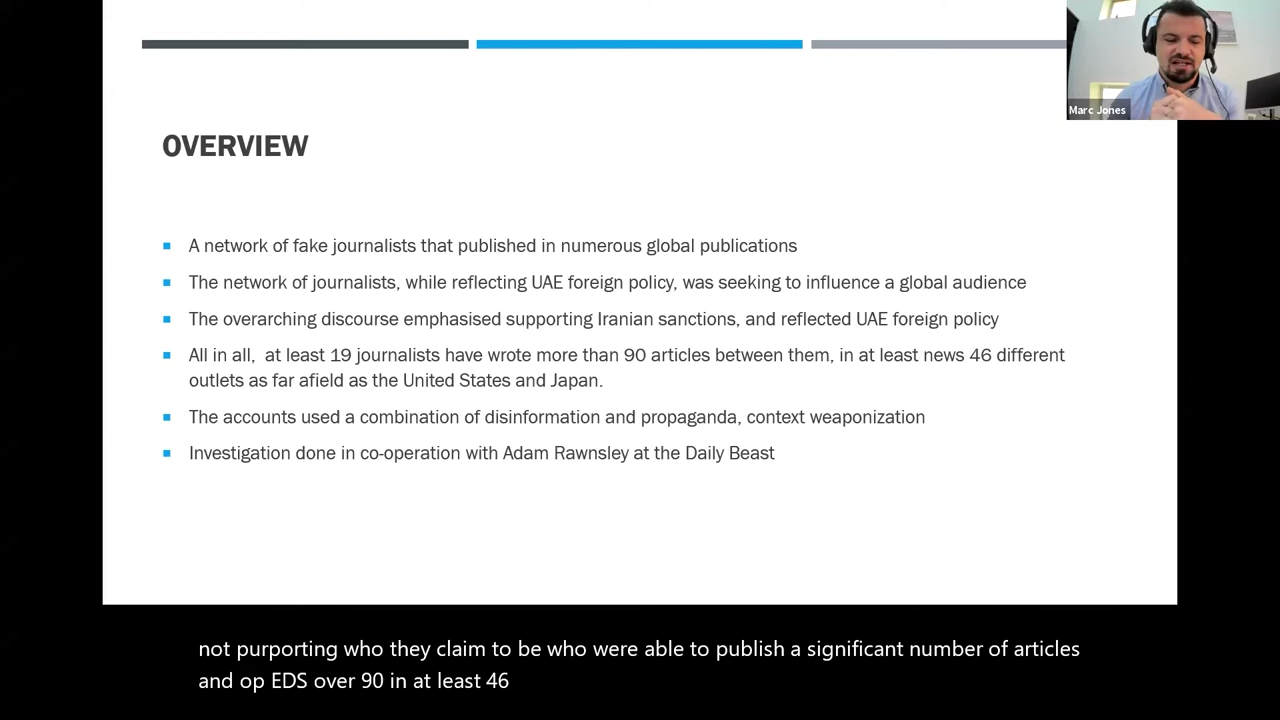 Marc Jones
OVERVIEW
A network of fake journalists that published in numerous global publications
The network of journalists, while reflecting UAE foreign policy, was seeking to influence a global audience
The overarching discourse emphasised supporting Iranian sanctions, and reflected UAE foreign policy
All in all,  at least 19 journalists have wrote more than 90 articles between them, in at least news 46 different
outlets as far afield as the United States and Japan.
The accounts used a combination of disinformation and propaganda, context weaponization
Investigation done in co-operation with Adam Rawnsley at the Daily Beast
not purporting who they claim to be who were able to publish a significant number of articles
and op EDS over 90 in at least 46